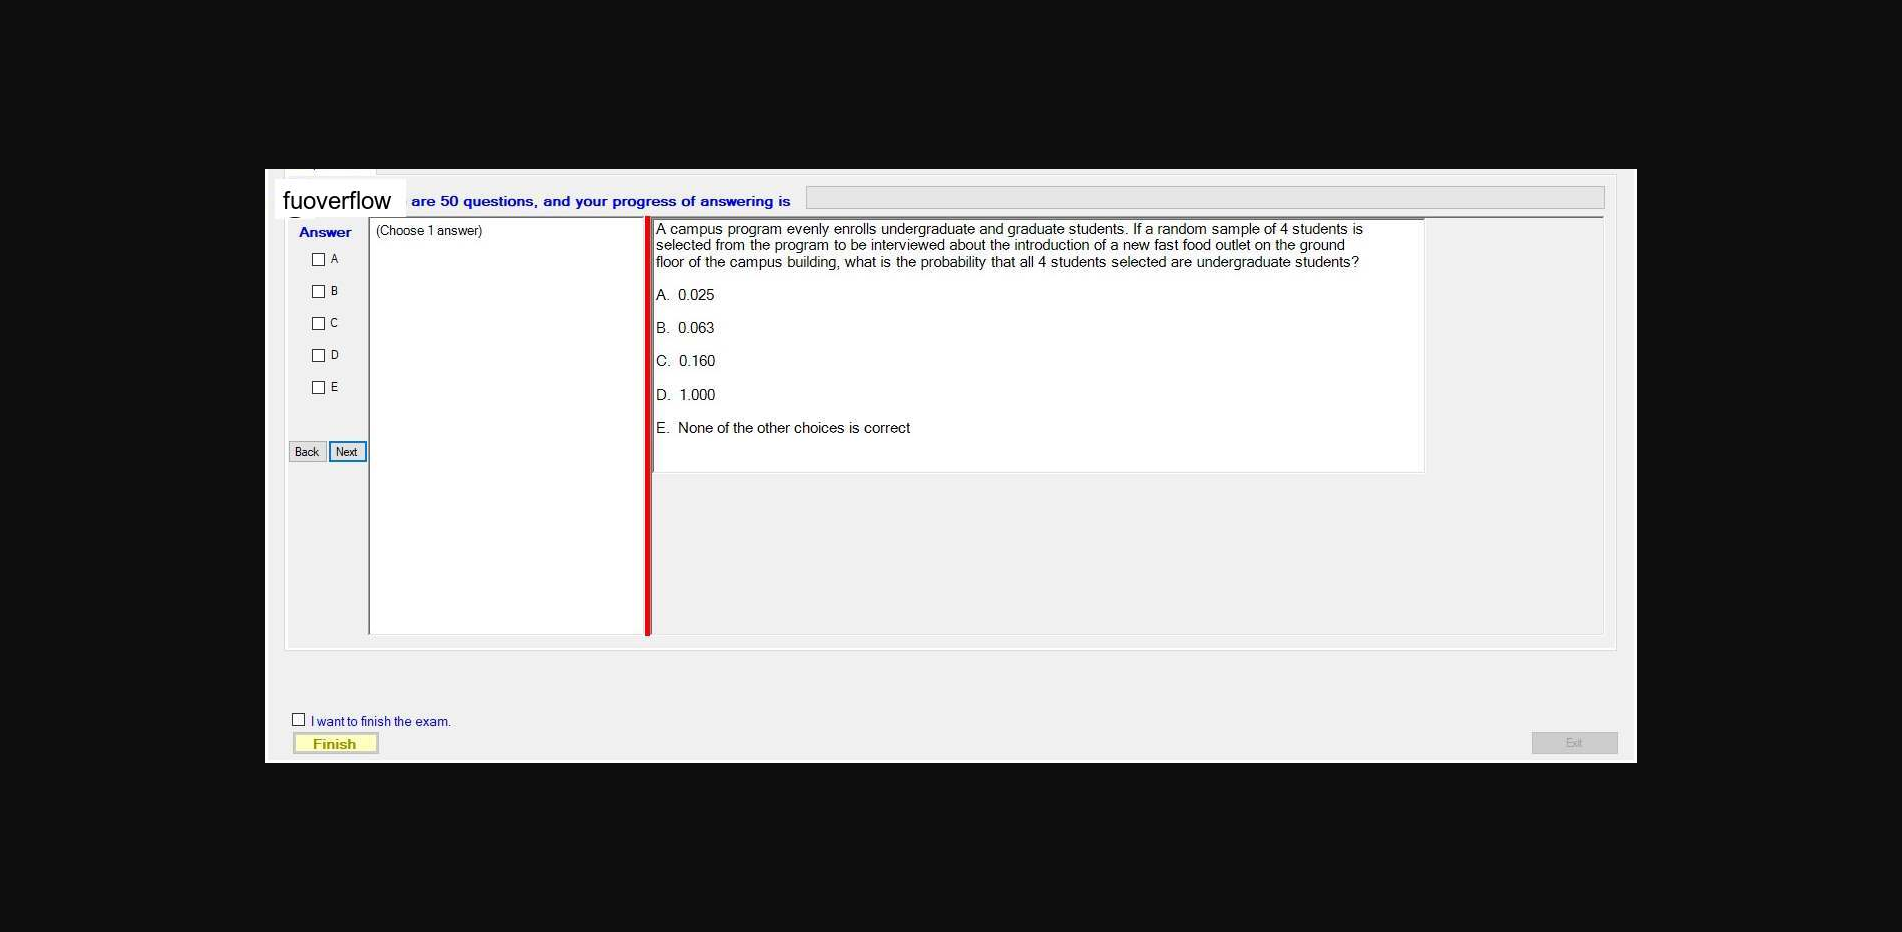 fuoverflow are 50 questions, and your progress of answering is
Answer
(Choose 1 answer)
A
B
C
D
E
Back Next
A campus program evenly enrolls undergraduate and graduate students. If a random sample of 4 students is
selected from the program to be interviewed about the introduction of a new fast food outlet on the ground
floor of the campus building, what is the probability that all 4 students selected are undergraduate students?
A. 0.025
B. 0.063
C. 0.160
D. 1.000
E. None of the other choices is correct
I want to finish the exam.
Finish
Exit